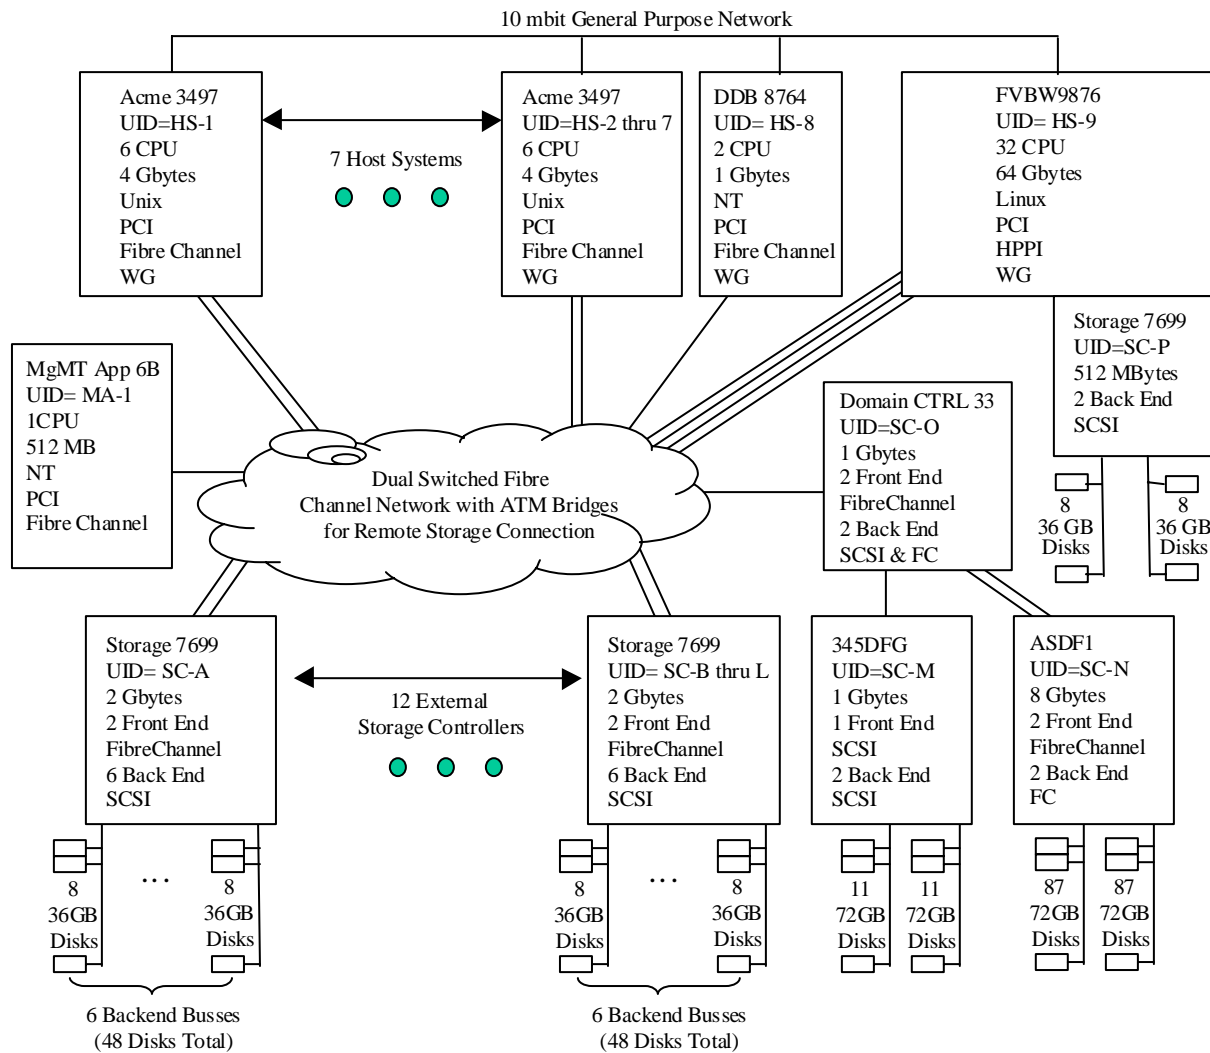 10 mbit General Purpose Network
Acme 3497
UID=HS-1
6 CPU
4 Gbytes
Unix
PCI
Fibre Channel
WG
7 Host Systems
Acme 3497
UID=HS-2 thru 7
6 CPU
4 Gbytes
Unix
PCI
Fibre Channel
WG
DDB 8764
UID= HS-8
2 CPU
1 Gbytes
NT
PCI
Fibre Channel
WG
FVBW9876
UID= HS-9
32 CPU
64 Gbytes
Linux
PCI
HPPI
WG
Storage 7699
UID=SC-P
512 MBytes
2 Back End
SCSI
8
36 GB
Disks
8
36 GB
Disks
MgMT App 6B
UID= MA-1
1CPU
512 MB
NT
PCI
Fibre Channel
Dual Switched Fibre
Channel Network with ATM Bridges
for Remote Storage Connection
Domain CTRL 33
UID=SC-O
1 Gbytes
2 Front End
FibreChannel
2 Back End
SCSI & FC
Storage 7699
UID= SC-A
2 Gbytes
2 Front End
FibreChannel
6 Back End
SCSI
12 External
Storage Controllers
Storage 7699
UID= SC-B thru L
2 Gbytes
2 Front End
FibreChannel
6 Back End
SCSI
345DFG
UID=SC-M
1 Gbytes
1 Front End
SCSI
2 Back End
SCSI
ASDF1
UID=SC-N
8 Gbytes
2 Front End
FibreChannel
2 Back End
FC
8
36GB
Disks
...
8
36GB
Disks
6 Backend Busses
(48 Disks Total)
8
36GB
Disks
...
8
36GB
Disks
6 Backend Busses
(48 Disks Total)
11
72GB
Disks
11
72GB
Disks
87
72GB
Disks
87
72GB
Disks